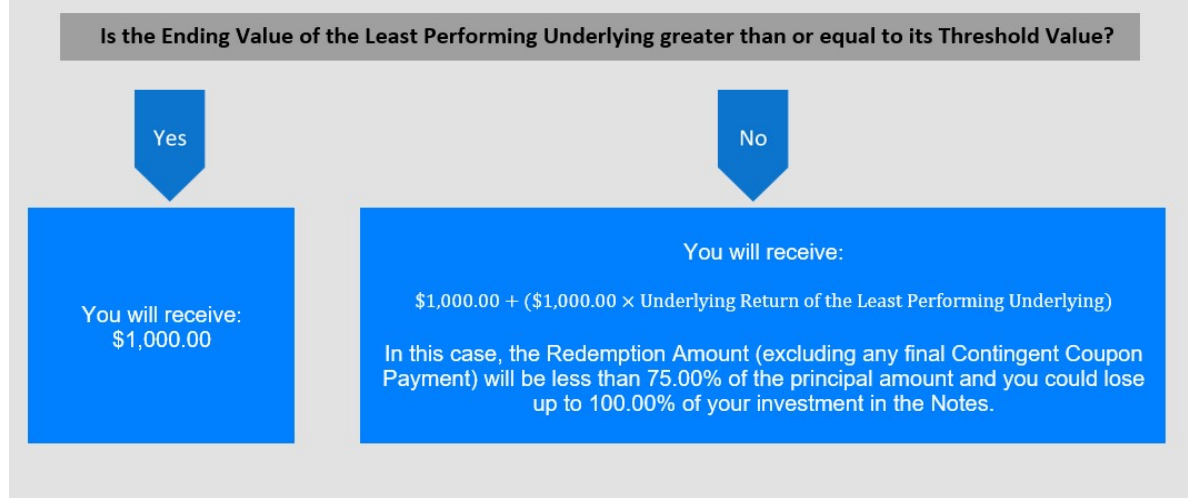 Is the Ending Value of the Least Performing Underlying greater than or equal to its Threshold Value?
Yes
No
You will receive:
$1,000.00
You will receive:
$1,000.00 + ($1,000.00 × Underlying Return of the Least Performing Underlying)
In this case, the Redemption Amount (excluding any final Contingent Coupon
Payment) will be less than 75.00% of the principal amount and you could lose
up to 100.00% of your investment in the Notes.